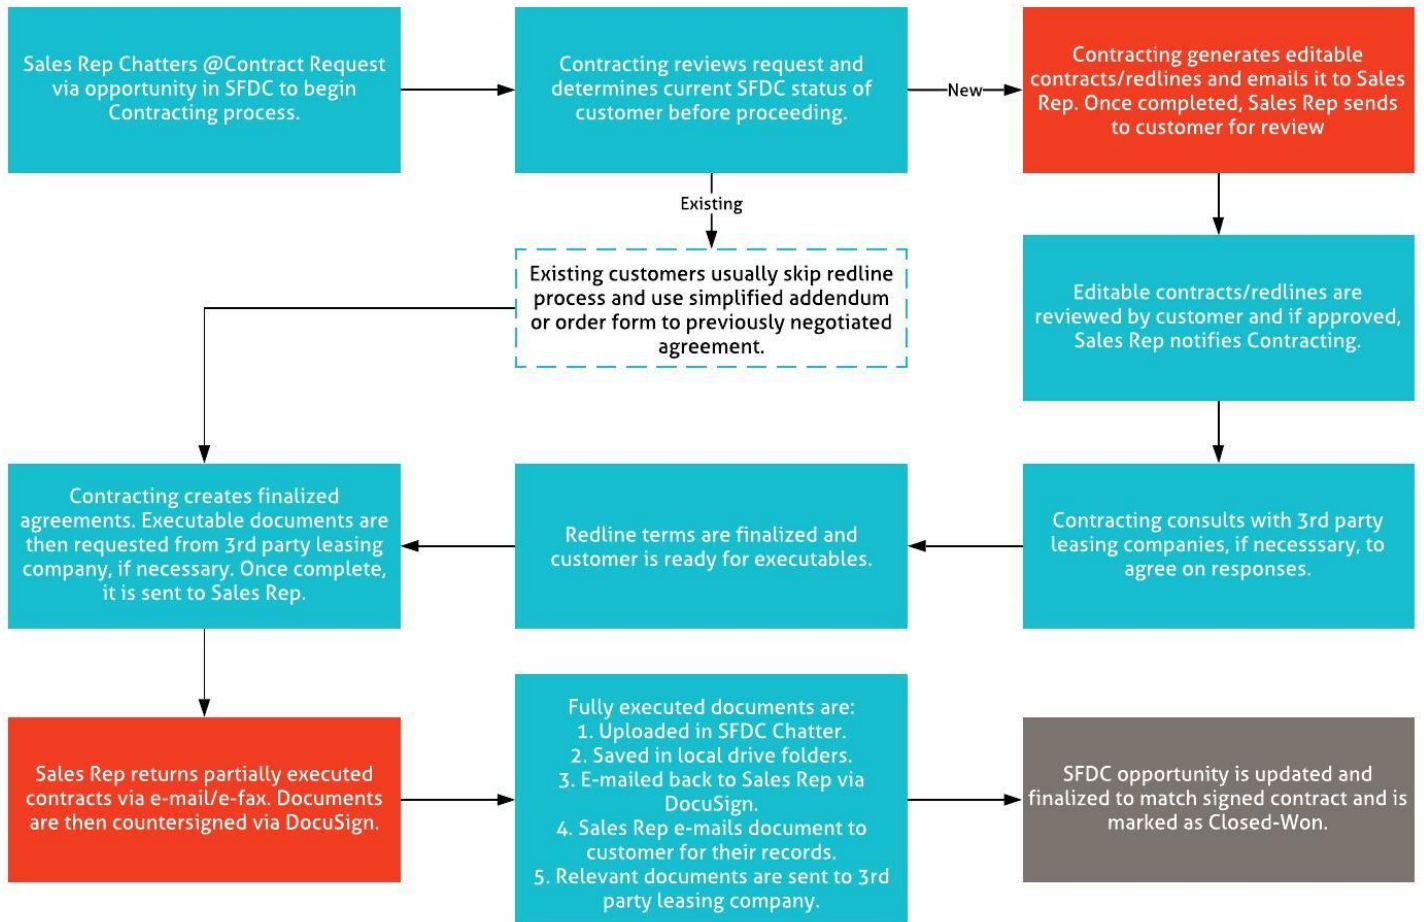 Sales Rep Chatters @Contract Request
via opportunity in SFDC to begin
Contracting process.
Contracting reviews request and
determines current SFDC status of
customer before proceeding.
New
Contracting generates editable
contracts/redlines and emails it to Sales
Rep. Once completed, Sales Rep sends
to customer for review
Existing
Existing customers usually skip redline
process and use simplified addendum
or order form to previously negotiated
agreement.
Editable contracts/redlines are
reviewed by customer and if approved,
Sales Rep notifies Contracting.
Contracting creates finalized
agreements. Executable documents are
then requested from 3rd party leasing
company, if necessary. Once complete,
it is sent to Sales Rep.
Redline terms are finalized and
customer is ready for executables.
Contracting consults with 3rd party
leasing companies, if necesssary, to
agree on responses.
Sales Rep returns partially executed
contracts via e-mail/e-fax. Documents
are then countersigned via DocuSign.
Fully executed documents are:
1. Uploaded in SFDC Chatter.
2. Saved in local drive folders.
3. E-mailed back to Sales Rep via
DocuSign.
4. Sales Rep e-mails document to
customer for their records.
5. Relevant documents are sent to 3rd
party leasing company.
SFDC opportunity is updated and
finalized to match signed contract and is
marked as Closed-Won.